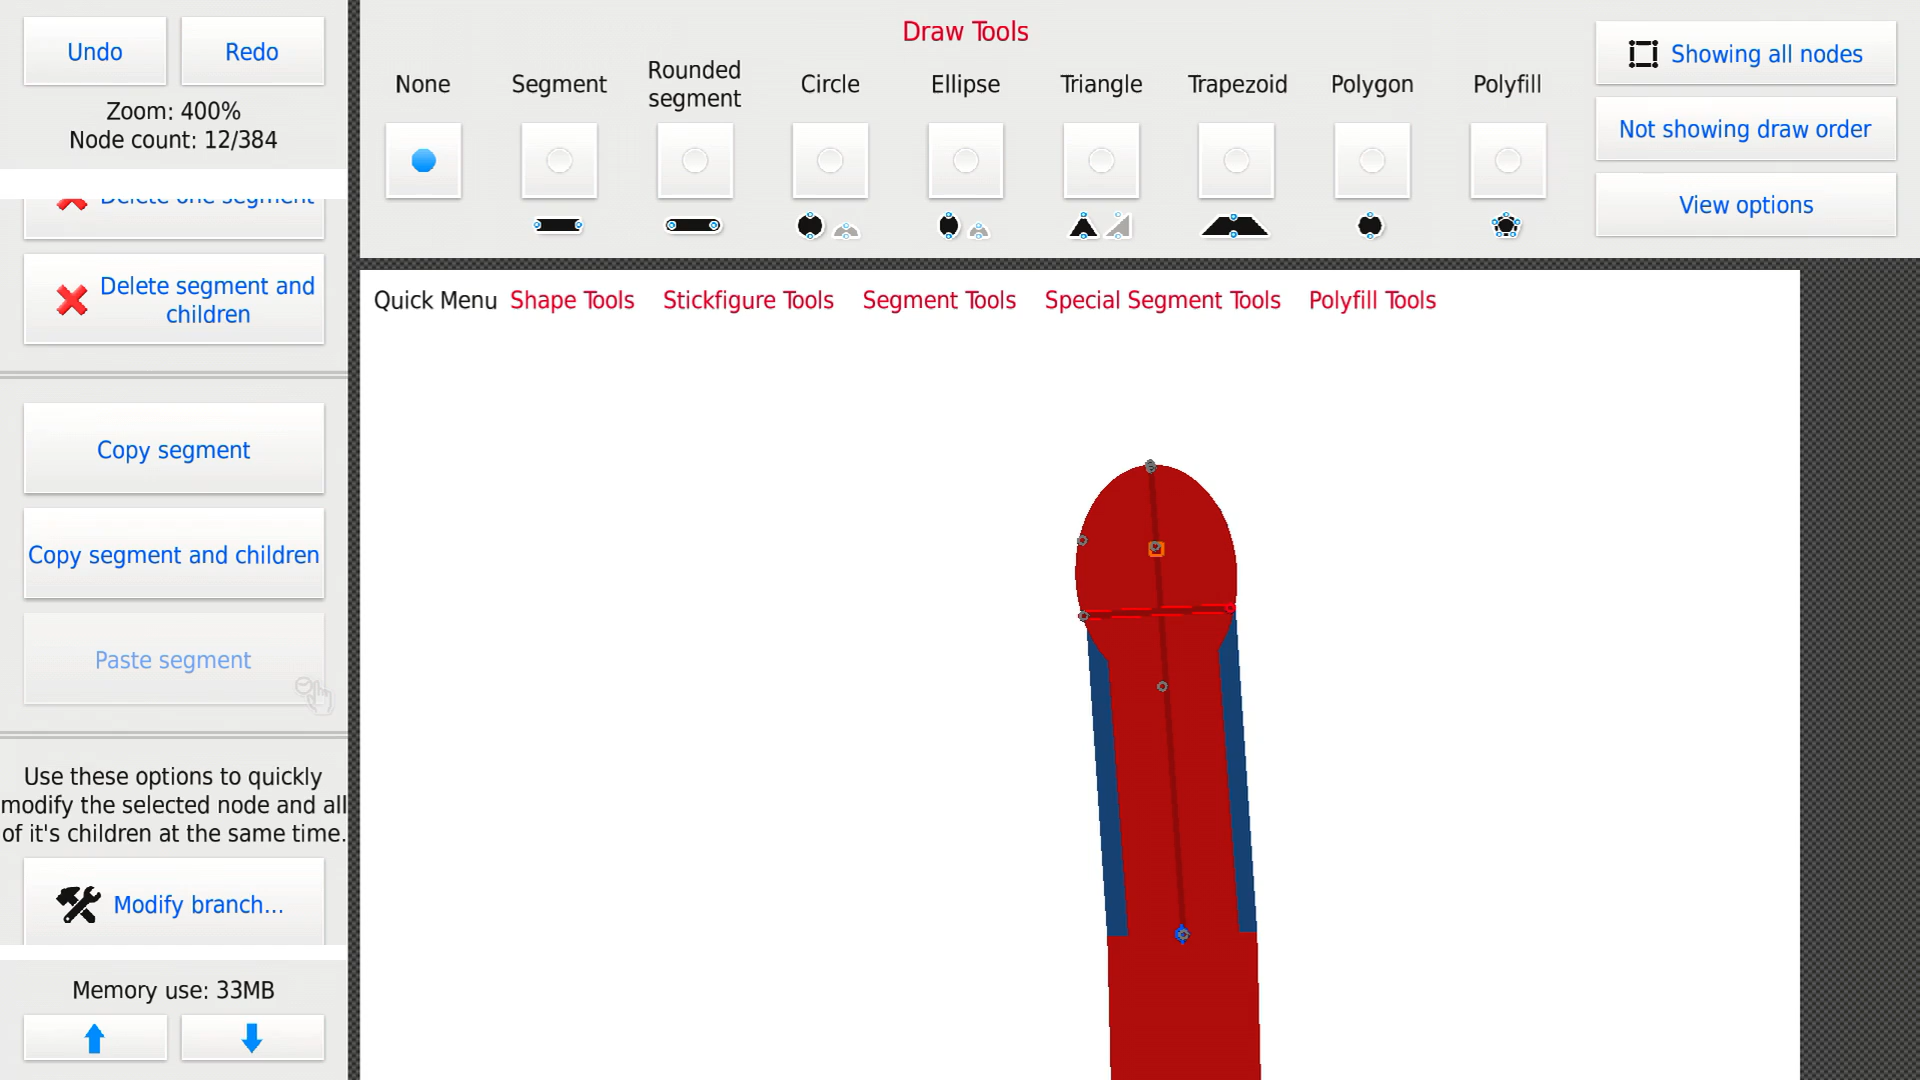 Undo
Redo
Zoom: 400%
Node count: 12/384
Delete one segment
Delete segment and
children
Copy segment
Copy segment and children
Paste segment
Use these options to quickly
modify the selected node and all
of it's children at the same time.
Modify branch...
Memory use: 33MB
Draw Tools
None
Segment
Rounded
segment
Circle
Ellipse
Triangle
Trapezoid
Polygon
Polyfill
Showing all nodes
Not showing draw order
View options
Quick Menu
Shape Tools
Stickfigure Tools
Segment Tools
Special Segment Tools
Polyfill Tools